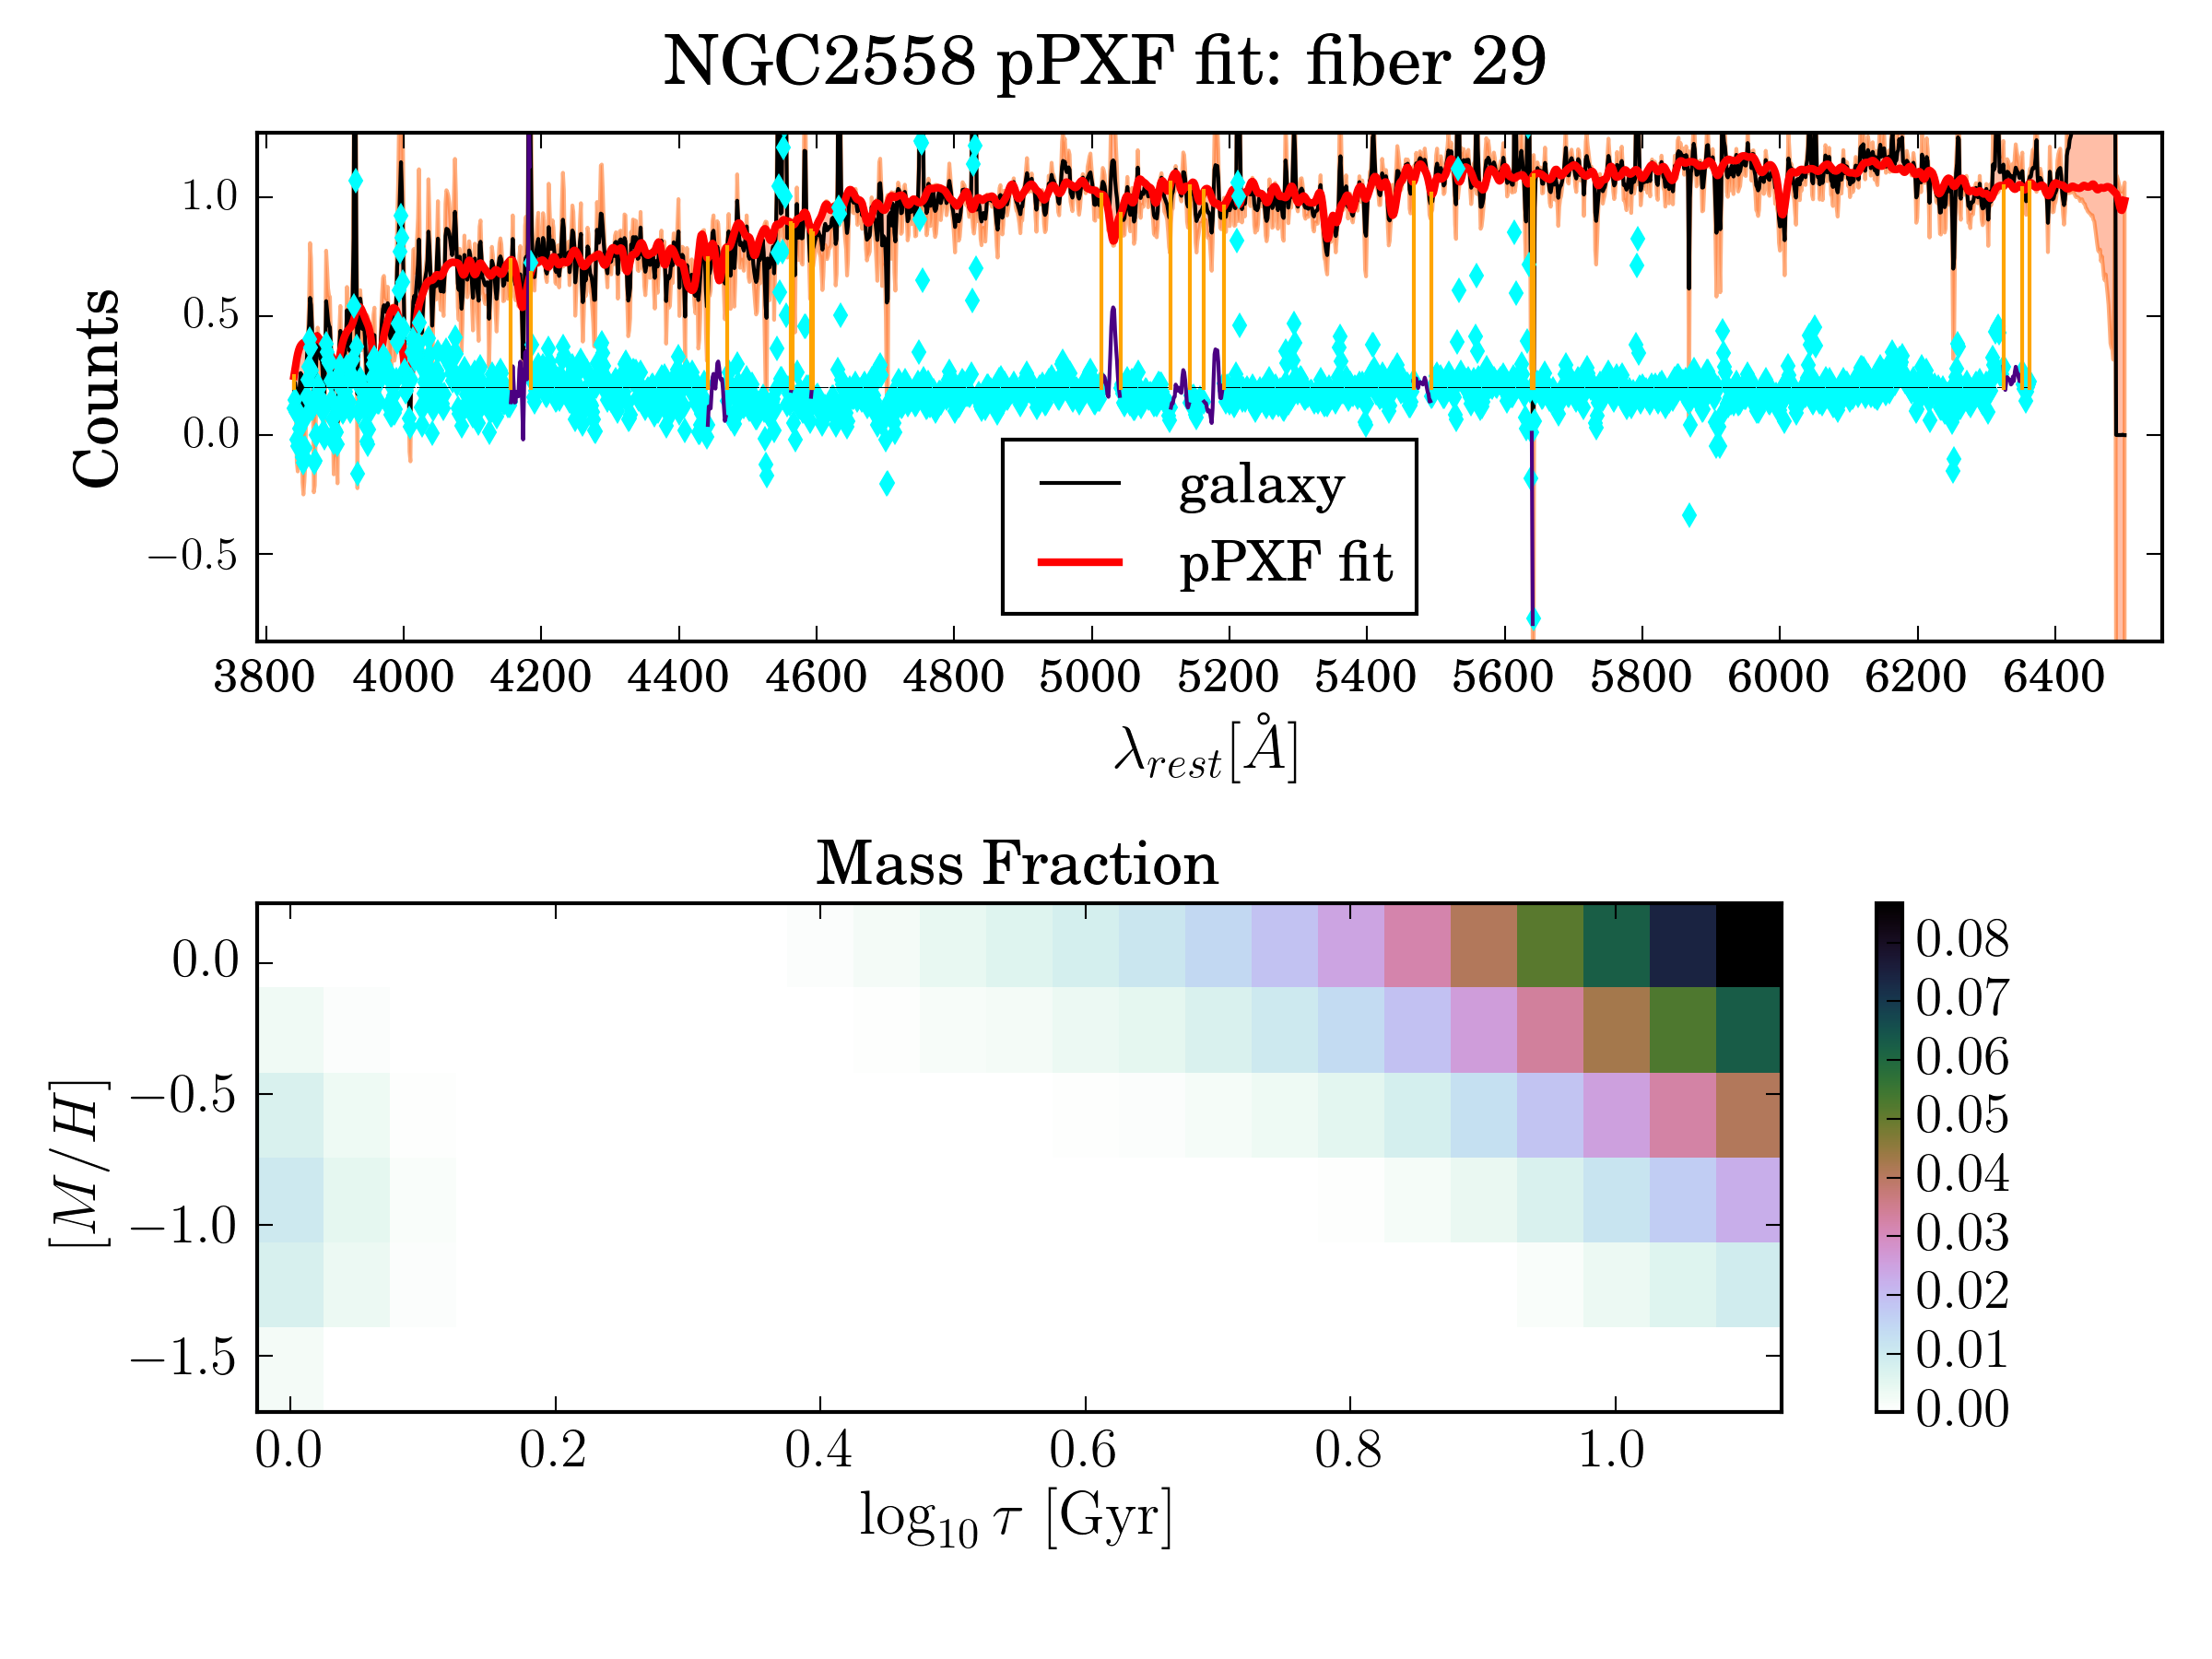 NGC2558 pPXF fit: fiber 29
Counts
1.0
0.5
0.0
−0.5
galaxy
pPXF fit
3800 4000 4200 4400 4600 4800 5000 5200 5400 5600 5800 6000 6200 6400
λ_rest[Å]
Mass Fraction
[M/H]
0.0
−0.5
−1.0
−1.5
0.0 0.2 0.4 0.6 0.8 1.0
log₁₀ τ [Gyr]
0.08
0.07
0.06
0.05
0.04
0.03
0.02
0.01
0.00